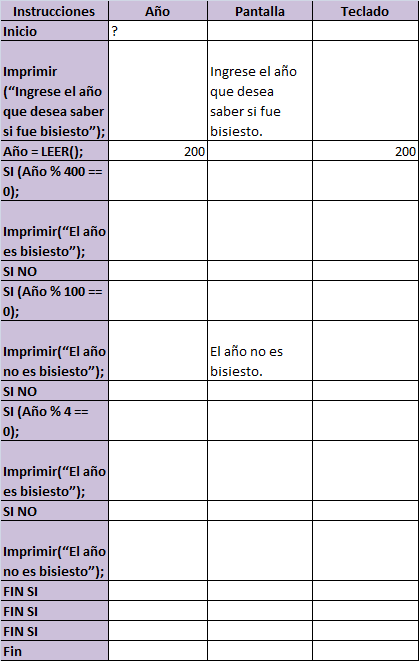 Instrucciones Año Pantalla Teclado
Inicio ?
Imprimir
(“Ingrese el año
que desea saber
si fue bisiesto”);
Ingrese el año
que desea
saber si fue
bisiesto.
Año = LEER(); 200 200
SI (Año % 400 ==
0);
Imprimir(“El año
es bisiesto”);
SI NO
SI (Año % 100 ==
0);
Imprimir(“El año
no es bisiesto”);
El año no es
bisiesto.
SI NO
SI (Año % 4 ==
0);
Imprimir(“El año
es bisiesto”);
SI NO
Imprimir(“El año
no es bisiesto”);
FIN SI
FIN SI
FIN SI
Fin